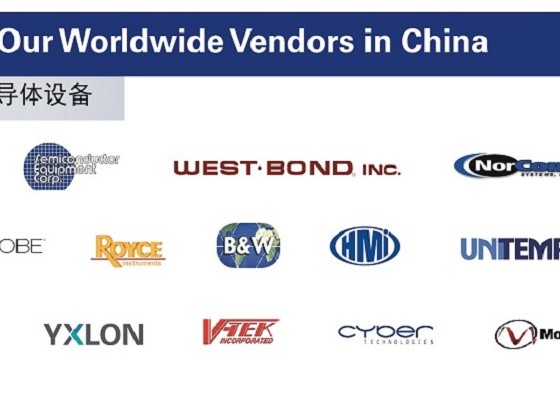 Our Worldwide Vendors in China
导体设备
Semiconductor
Equipment
Corp.
WEST·BOND, INC.
NorCom
SYSTEMS,
OBE
ROYCE
Instruments
B&W
HMi
UNITEMP
YXLON
V-TEK
INCORPORATED
CYBER
TECHNOLOGIES
V
Mo